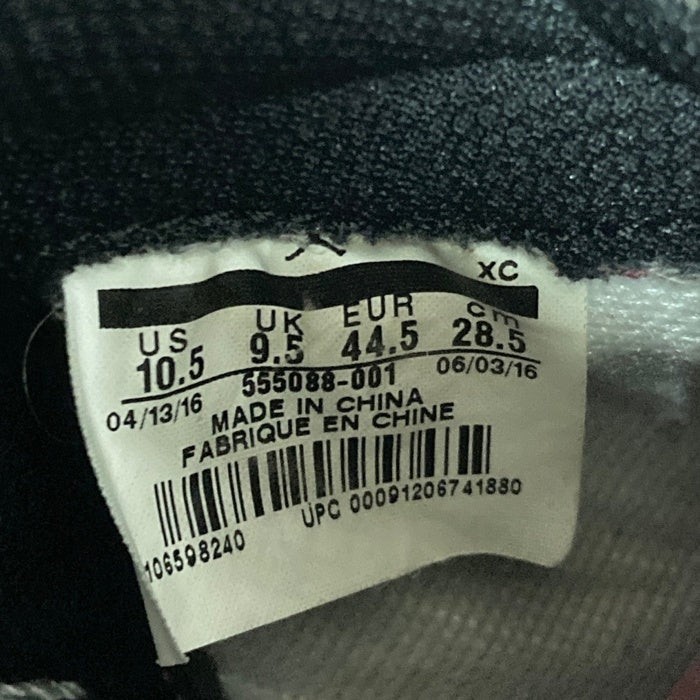 XC
US UK EUR cm
10.5 9.5 44.5 28.5
555088-001
04/13/16 06/03/16
MADE IN CHINA
FABRIQUE EN CHINE
UPC 00091206741880
106598240